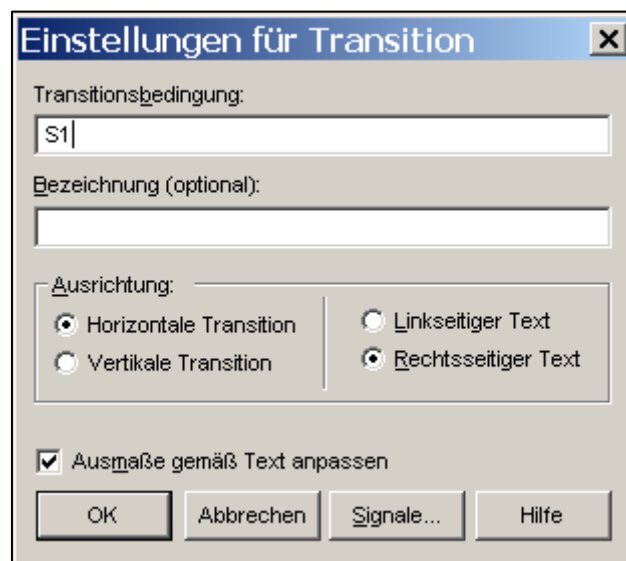 Einstellungen für Transition
Transitionsbedingung:
S1
Bezeichnung (optional):
Ausrichtung:
Horizontale Transition
Vertikale Transition
Linkseitiger Text
Rechtsseitiger Text
Ausmaße gemäß Text anpassen
OK Abbrechen Signale... Hilfe